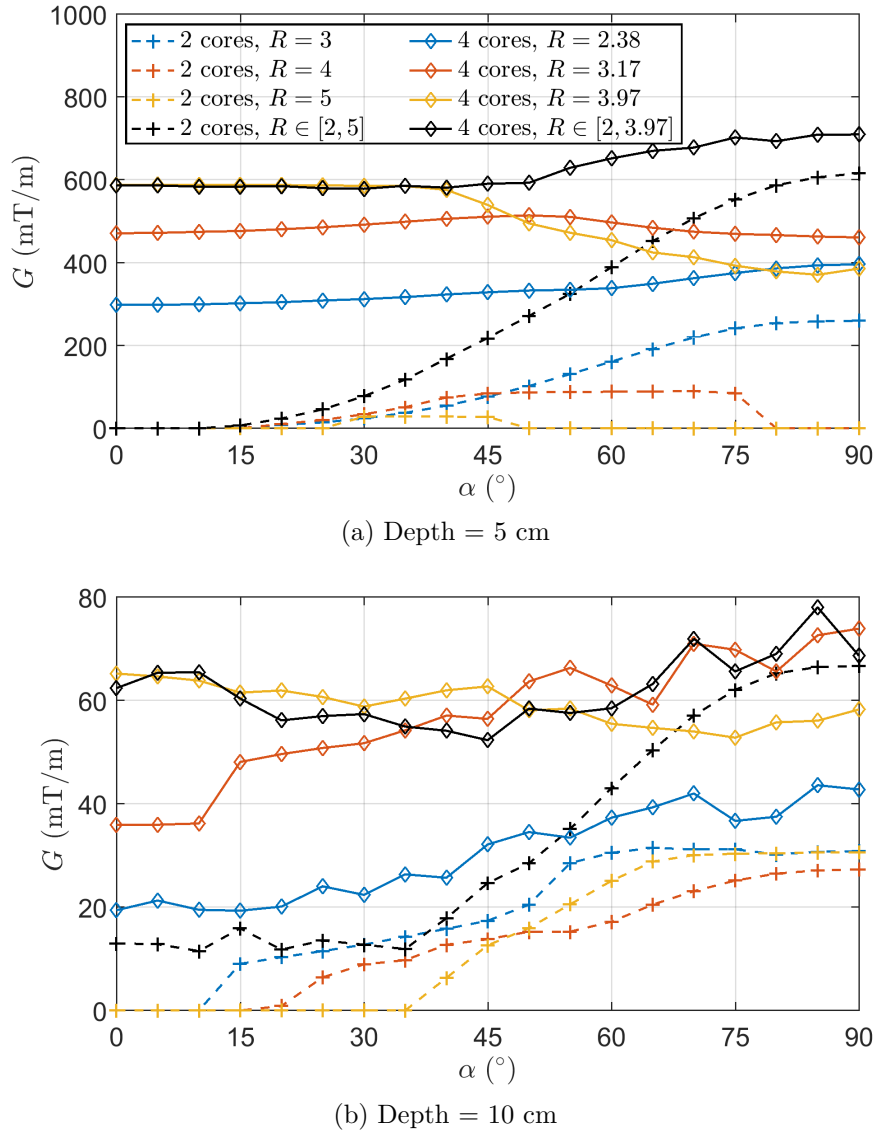 1000
800
600
400
200
0
G (mT/m)
2 cores, R = 3
2 cores, R = 4
2 cores, R = 5
2 cores, R ∈ [2, 5]
4 cores, R = 2.38
4 cores, R = 3.17
4 cores, R = 3.97
4 cores, R ∈ [2, 3.97]
0 15 30 45 60 75 90
α (°)
(a) Depth = 5 cm
80
60
40
20
0
G (mT/m)
0 15 30 45 60 75 90
α (°)
(b) Depth = 10 cm